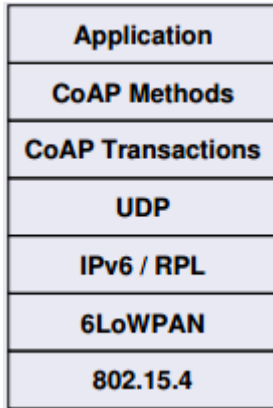 Application
CoAP Methods
CoAP Transactions
UDP
IPv6 / RPL
6LoWPAN
802.15.4